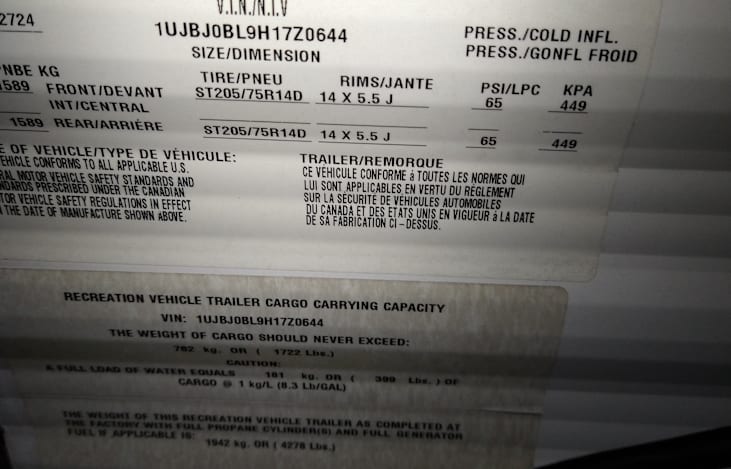 V.I.N./N.I.V
2724
1UJBJ0BL9H17Z0644
PRESS./COLD INFL.
SIZE/DIMENSION
PRESS./GONFL FROID
NBE KG
TIRE/PNEU RIMS/JANTE PSI/LPC KPA
1589 FRONT/DEVANT ST205/75R14D 14 X 5.5 J 65 449
INT/CENTRAL
1589 REAR/ARRIÈRE ST205/75R14D 14 X 5.5 J 65 449
E OF VEHICLE/TYPE DE VÉHICULE: TRAILER/REMORQUE
EHICLE CONFORMS TO ALL APPLICABLE U.S.
RAL MOTOR VEHICLE SAFETY STANDARDS AND
NDARDS PRESCRIBED UNDER THE CANADIAN
TOR VEHICLE SAFETY REGULATIONS IN EFFECT
N THE DATE OF MANUFACTURE SHOWN ABOVE.
CE VÉHICULE CONFORME à TOUTES LES NORMES QUI
LUI SONT APPLICABLES EN VERTU DU RÉGLEMENT
SUR LA SÉCURITÉ DE VÉHICULES AUTOMOBILES
DU CANADA ET DES ETATS UNIS EN VIGUEUR à LA DATE
DE SA FABRICATION CI-DESSUS.
RECREATION VEHICLE TRAILER CARGO CARRYING CAPACITY
VIN: 1UJBJ0BL9H17Z0644
THE WEIGHT OF CARGO SHOULD NEVER EXCEED:
782 kg. OR ( 1722 Lbs.)
CAUTION:
A FULL LOAD OF WATER EQUALS 181 kg. OR ( 399 Lbs. ) OF
CARGO @ 1 kg/L (8.3 Lb/GAL)
THE WEIGHT OF THIS RECREATION VEHICLE TRAILER AS COMPLETED AT
THE FACTORY WITH FULL PROPANE CYLINDER(S) AND FULL GENERATOR
FUEL IF APPLICABLE IS: 1942 kg. OR ( 4278 Lbs.)